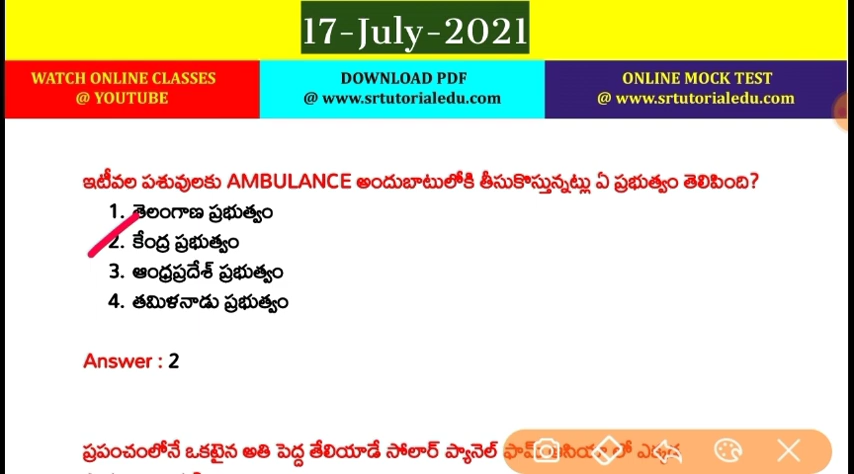 17-July-2021
WATCH ONLINE CLASSES
@ YOUTUBE
DOWNLOAD PDF
@ www.srtutorialedu.com
ONLINE MOCK TEST
@ www.srtutorialedu.com
ఇటీవల పశువులకు AMBULANCE అందుబాటులోకి తీసుకొస్తున్నట్లు ఏ ప్రభుత్వం తెలిపింది?
1. తెలంగాణ ప్రభుత్వం
2. కేంద్ర ప్రభుత్వం
3. ఆంధ్రప్రదేశ్ ప్రభుత్వం
4. తమిళనాడు ప్రభుత్వం
Answer : 2
ప్రపంచంలోనే ఒకటైన అతి పెద్ద తేలియాడే సోలార్ ప్యానెల్